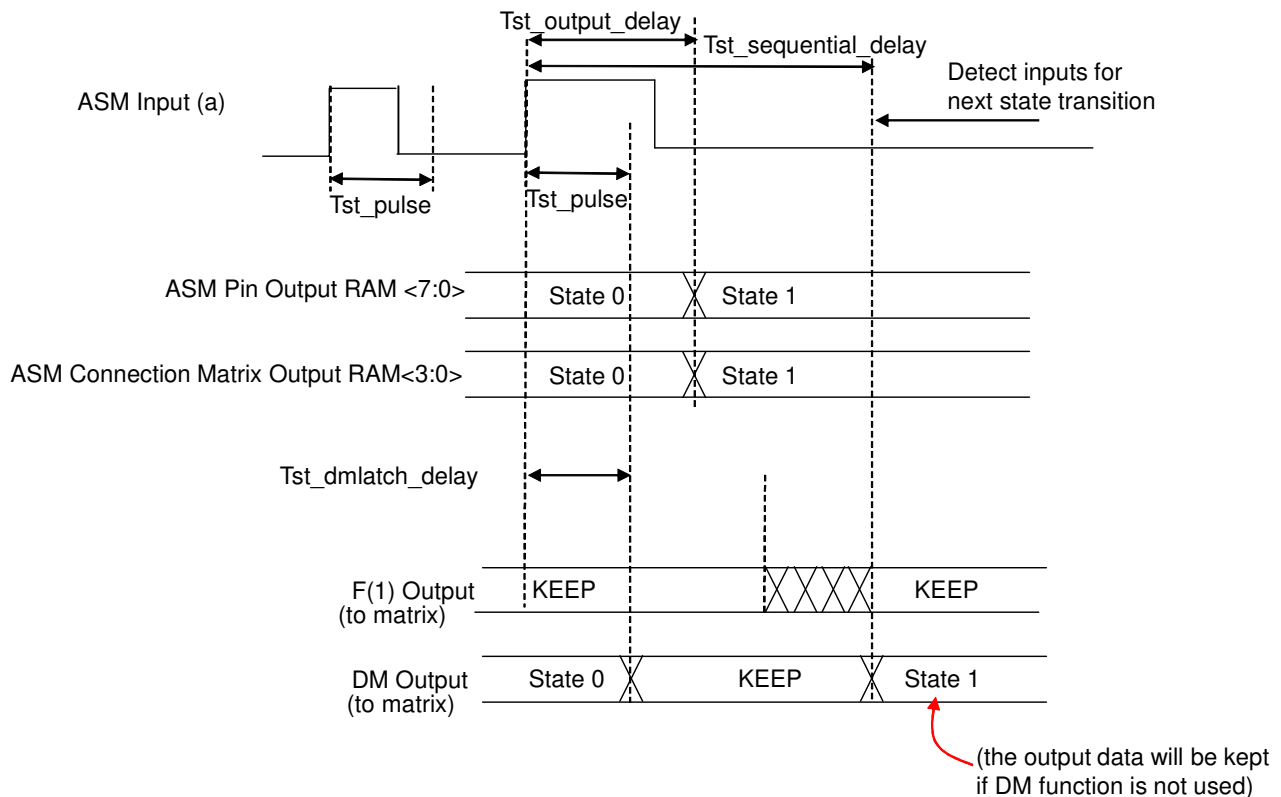 Tst_output_delay
Tst_sequential_delay
Detect inputs for
next state transition
ASM Input (a)
Tst_pulse
Tst_pulse
ASM Pin Output RAM <7:0>
State 0
State 1
ASM Connection Matrix Output RAM<3:0>
State 0
State 1
Tst_dmlatch_delay
F(1) Output
(to matrix)
KEEP
KEEP
DM Output
(to matrix)
State 0
KEEP
State 1
(the output data will be kept
if DM function is not used)